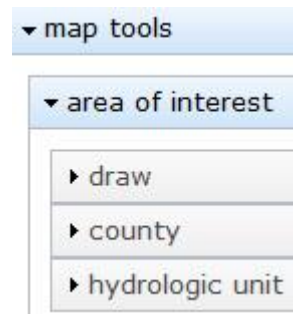 map tools
area of interest
draw
county
hydrologic unit